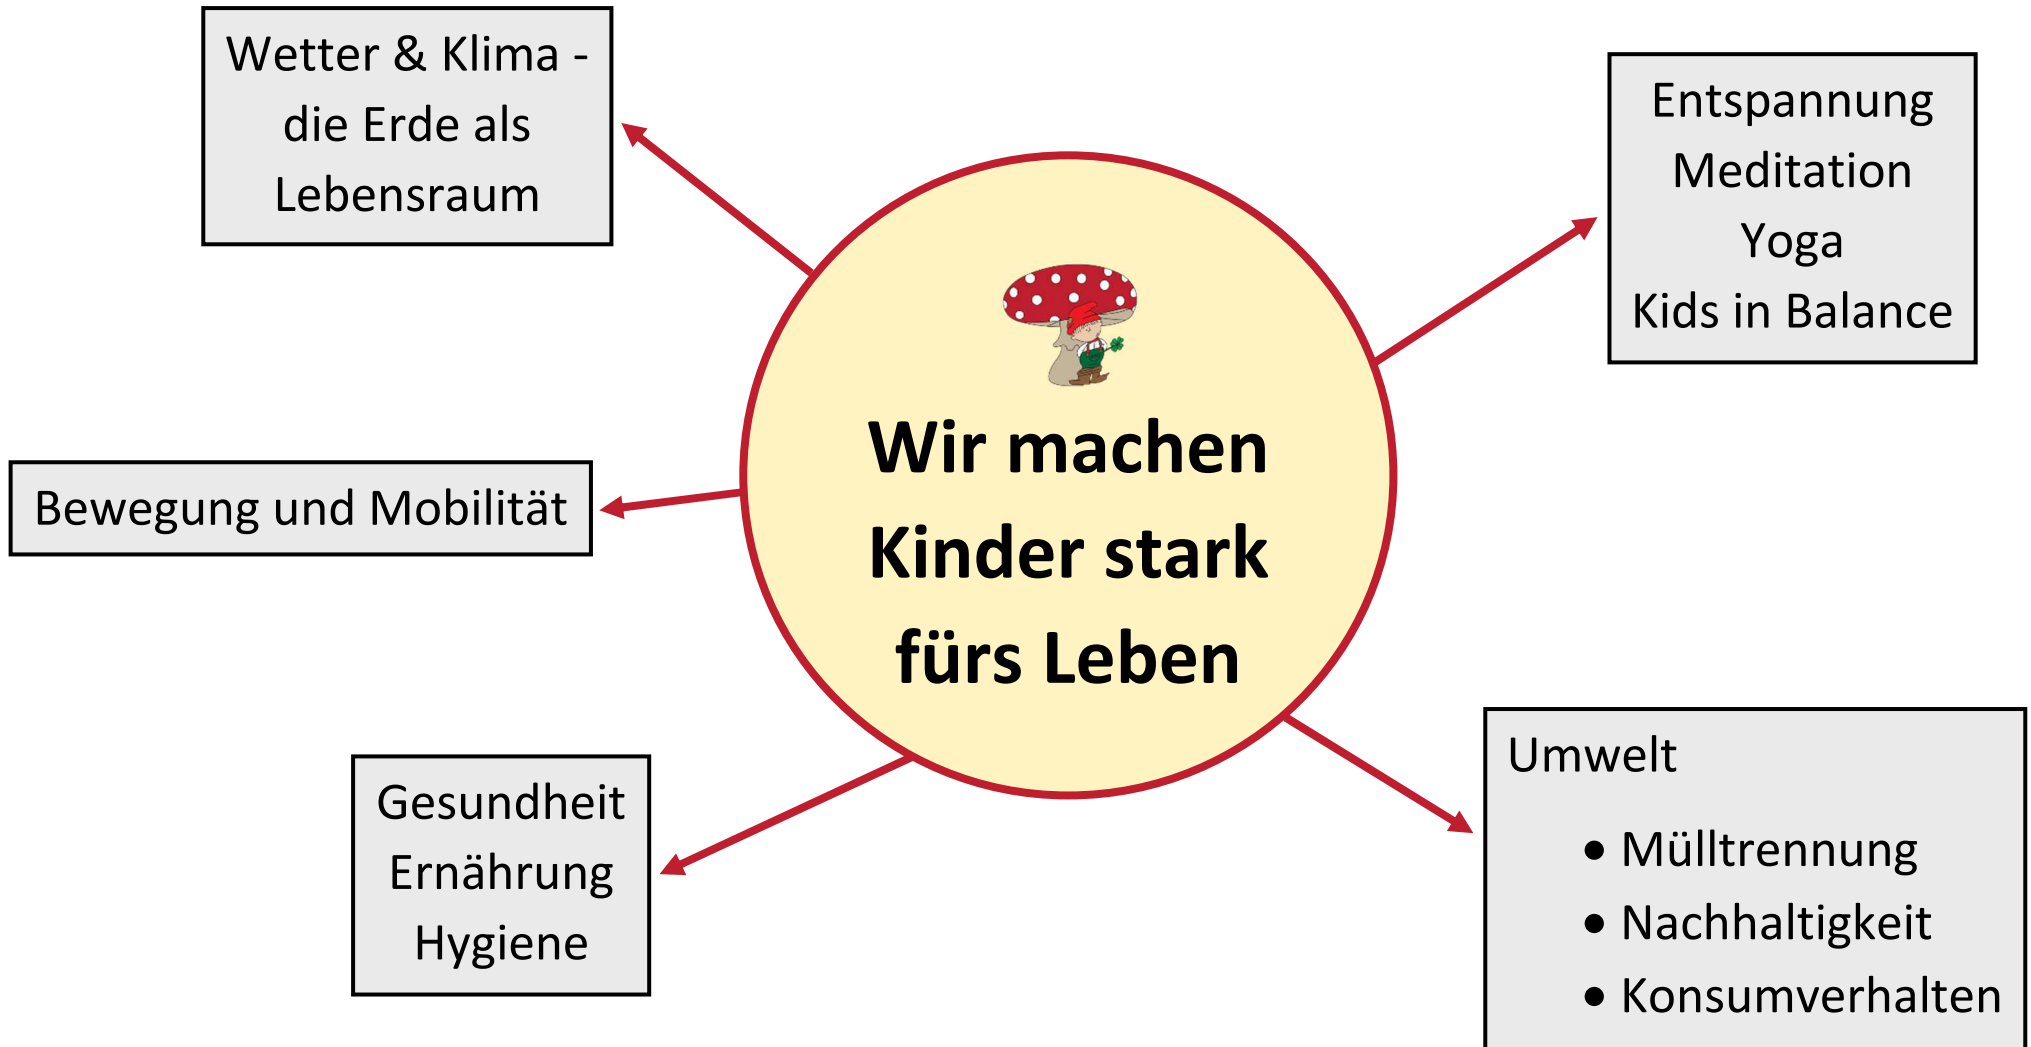 Wetter & Klima -
die Erde als
Lebensraum
Entspannung
Meditation
Yoga
Kids in Balance
Wir machen
Kinder stark
fürs Leben
Bewegung und Mobilität
Gesundheit
Ernährung
Hygiene
Umwelt
• Mülltrennung
• Nachhaltigkeit
• Konsumverhalten